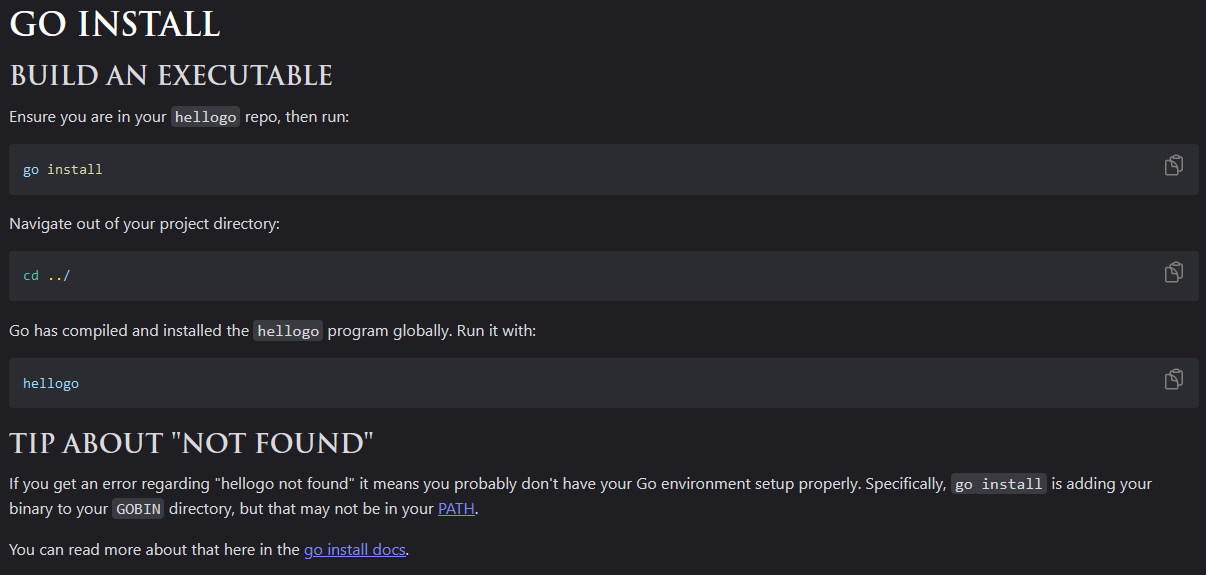 GO INSTALL
BUILD AN EXECUTABLE
Ensure you are in your hellogo repo, then run:
go install
Navigate out of your project directory:
cd ../
Go has compiled and installed the hellogo program globally. Run it with:
hellogo
TIP ABOUT "NOT FOUND"
If you get an error regarding "hellogo not found" it means you probably don't have your Go environment setup properly. Specifically, go install is adding your
binary to your GOBIN directory, but that may not be in your PATH.
You can read more about that here in the go install docs.